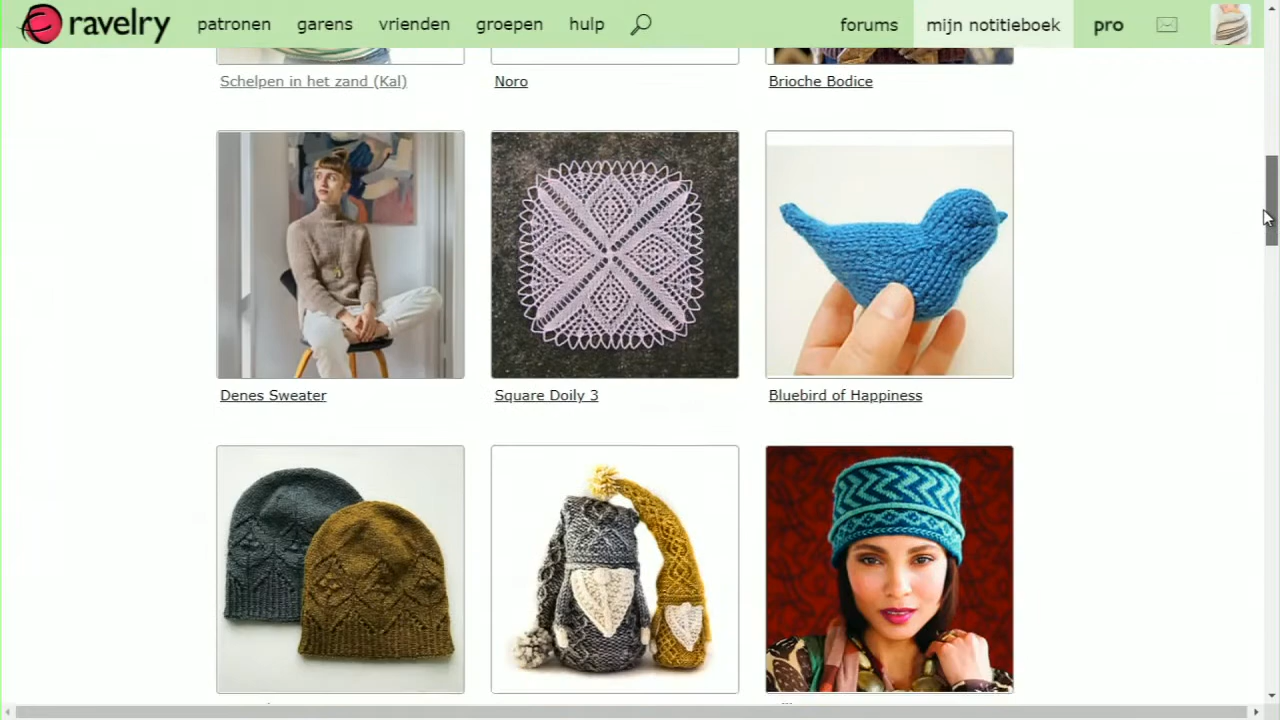 ravelry patronen garens vrienden groepen hulp forums mijn notitieboek pro
Schelpen in het zand (Kal) Noro Brioche Bodice
Denes Sweater Square Doily 3 Bluebird of Happiness